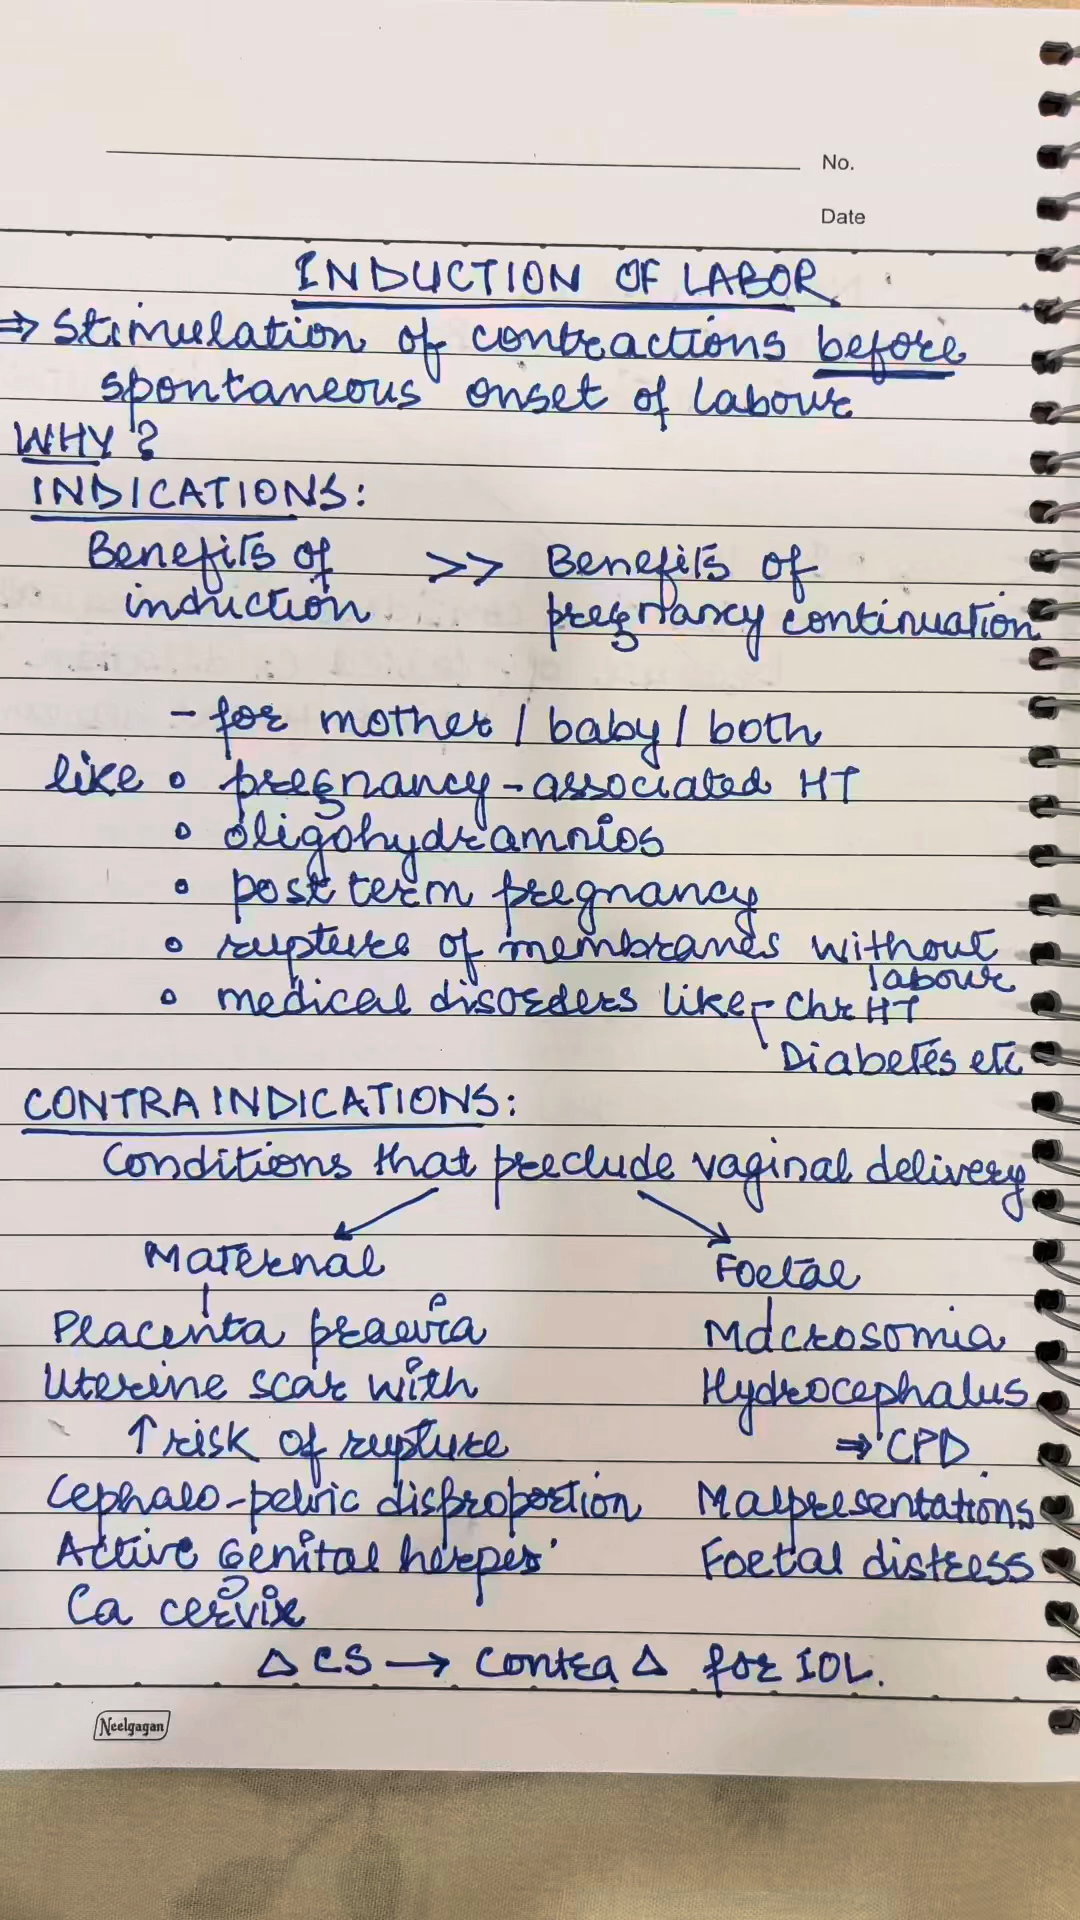 No.
Date
INDUCTION OF LABOR
⇒ Stimulation of contractions before
spontaneous onset of labour
WHY?
INDICATIONS:
Benefits of >> Benefits of
induction pregnancy continuation
- for mother / baby / both
like o pregnancy-associated HT
o oligohydramnios
o post term pregnancy
o rupture of membranes without
labour
o medical disorders like - Chr HT
Diabetes etc
CONTRAINDICATIONS:
Conditions that preclude vaginal delivery
Maternal Foetal
Placenta praevia Macrosomia
Uterine scar with Hydrocephalus
↑ risk of rupture ⇒ CPD
Cephalo-pelvic disproportion Malpresentations
Active Genital herpes Foetal distress
Ca cervix
Δ CS → Contra Δ for IOL.
Neelgagan